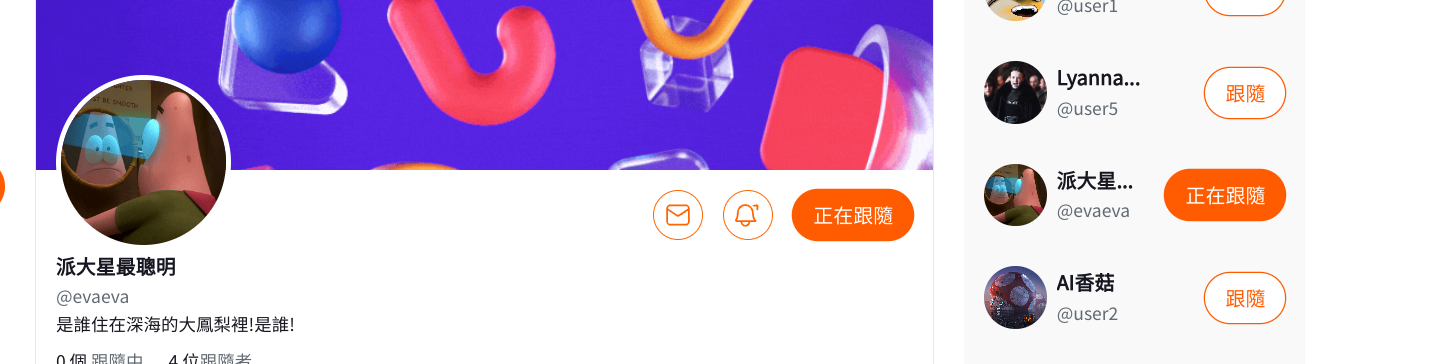 BE SMOOTH
正在跟隨
派大星最聰明
@evaeva
是誰住在深海的大鳳梨裡!是誰!
0 個 跟隨中 4 位跟隨者
@user1
Lyanna...
@user5
跟隨
派大星...
@evaeva
正在跟隨
AI香菇
@user2
跟隨